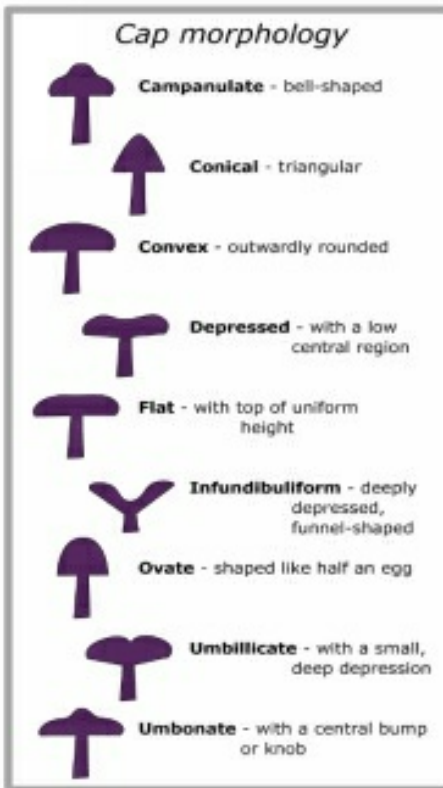 Cap morphology
Campanulate - bell-shaped
Conical - triangular
Convex - outwardly rounded
Depressed - with a low
central region
Flat - with top of uniform
height
Infundibuliform - deeply
depressed,
funnel-shaped
Ovate - shaped like half an egg
Umbillicate - with a small,
deep depression
Umbonate - with a central bump
or knob